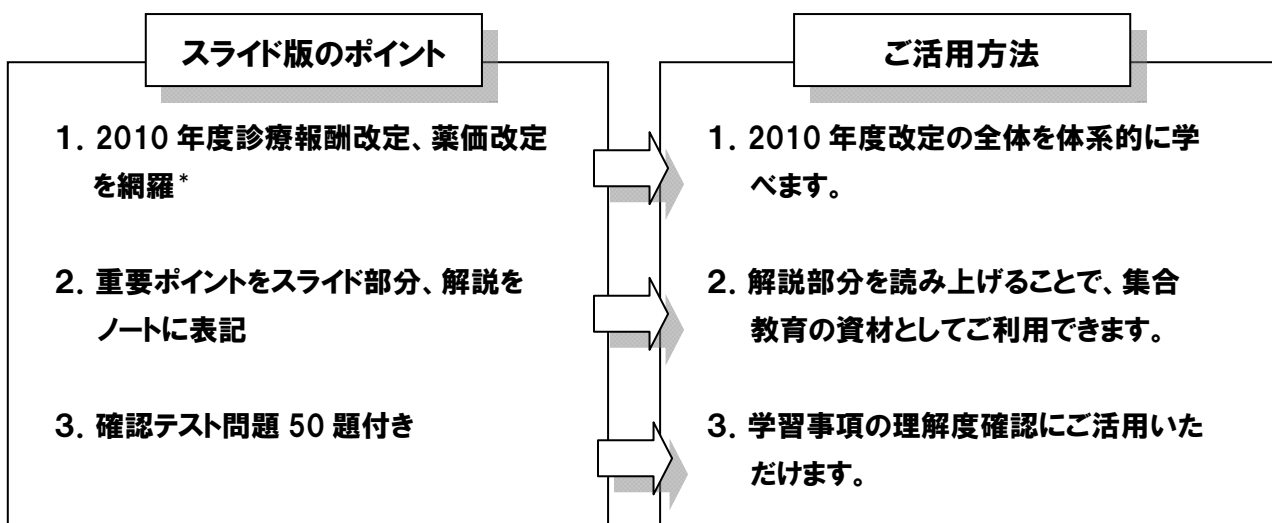 スライド版のポイント
1. 2010 年度診療報酬改定、薬価改定
を網羅*
2. 重要ポイントをスライド部分、解説を
ノートに表記
3. 確認テスト問題 50 題付き
ご活用方法
1. 2010 年度改定の全体を体系的に学
べます。
2. 解説部分を読み上げることで、集合
教育の資材としてご利用できます。
3. 学習事項の理解度確認にご活用いた
だけます。